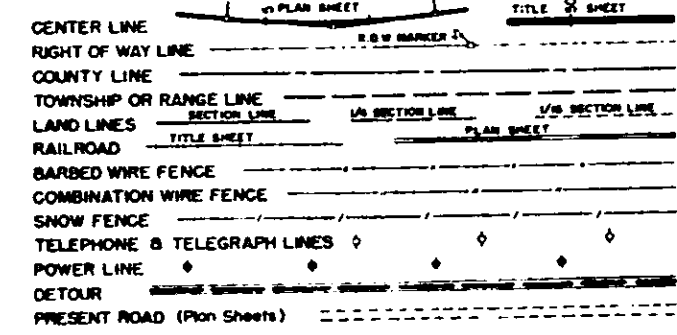 PLAN SHEET TITLE SHEET
CENTER LINE
R.O.W MARKER
RIGHT OF WAY LINE
COUNTY LINE
TOWNSHIP OR RANGE LINE
LAND LINES SECTION LINE 1/4 SECTION LINE 1/16 SECTION LINE
RAILROAD TITLE SHEET PLAN SHEET
BARBED WIRE FENCE
COMBINATION WIRE FENCE
SNOW FENCE
TELEPHONE & TELEGRAPH LINES
POWER LINE
DETOUR
PRESENT ROAD (Plan Sheets)